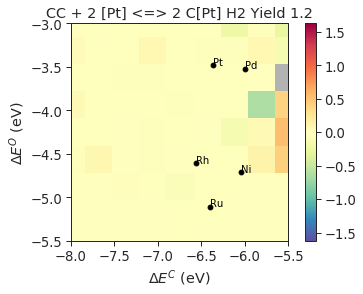 CC + 2 [Pt] <=> 2 C[Pt] H2 Yield 1.2
−3.0
−3.5
−4.0
−4.5
−5.0
−5.5
ΔE^O (eV)
Pt
Pd
Rh
Ni
Ru
−8.0 −7.5 −7.0 −6.5 −6.0 −5.5
ΔE^C (eV)
1.5
1.0
0.5
0.0
−0.5
−1.0
−1.5